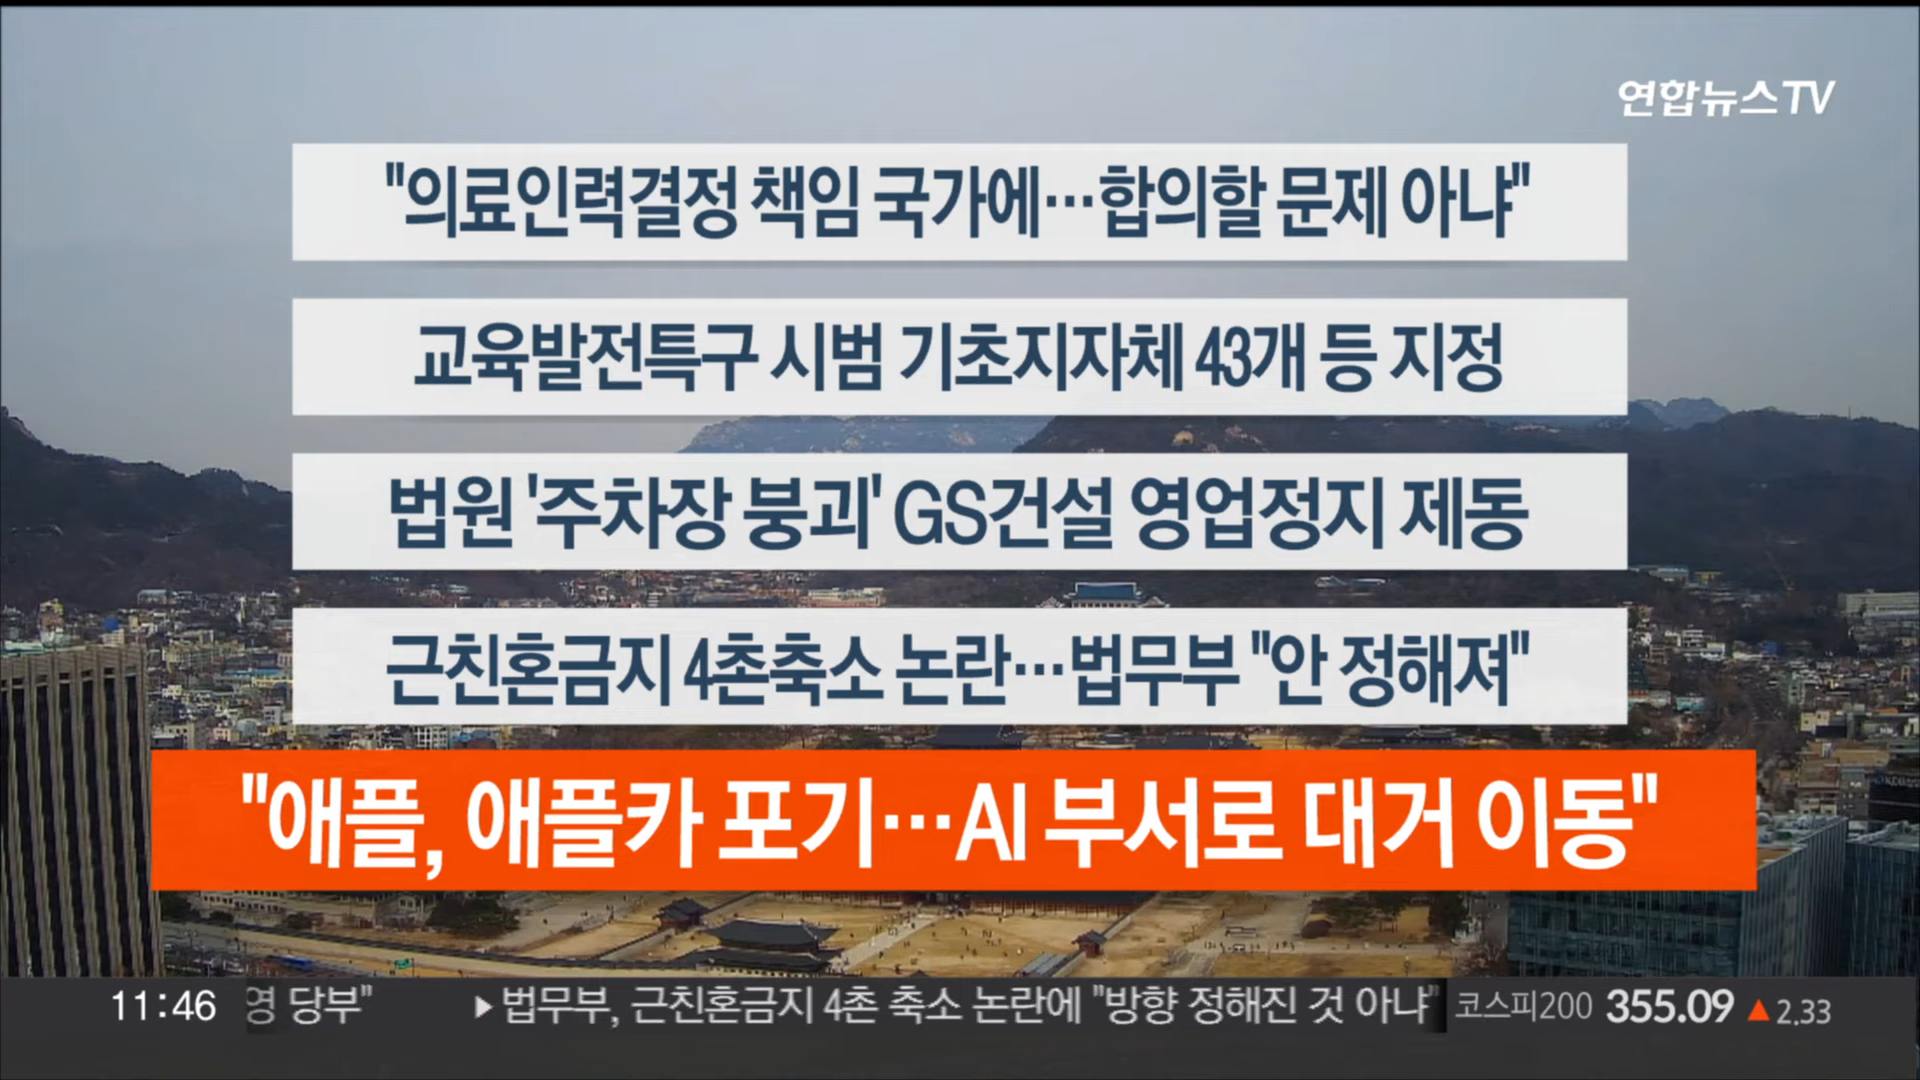 연합뉴스TV
"의료인력결정 책임 국가에…합의할 문제 아냐"
교육발전특구 시범 기초지자체 43개 등 지정
법원 '주차장 붕괴' GS건설 영업정지 제동
근친혼금지 4촌축소 논란…법무부 "안 정해져"
"애플, 애플카 포기…AI 부서로 대거 이동"
11:46 영 당부" ▶법무부, 근친혼금지 4촌 축소 논란에 "방향 정해진 것 아냐" 코스피200 355.09 ▲2.33